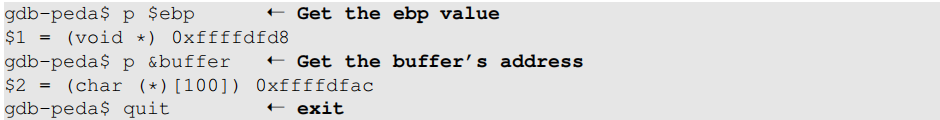 gdb-peda$ p $ebp ← Get the ebp value
$1 = (void *) 0xffffdfd8
gdb-peda$ p &buffer ← Get the buffer’s address
$2 = (char (*)[100]) 0xffffdfac
gdb-peda$ quit ← exit